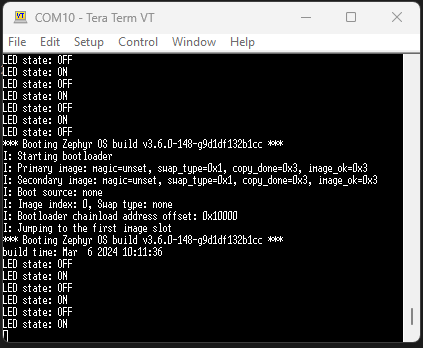 COM10 - Tera Term VT
File Edit Setup Control Window Help
LED state: OFF
LED state: ON
LED state: OFF
LED state: ON
LED state: OFF
LED state: ON
LED state: OFF
*** Booting Zephyr OS build v3.6.0-148-g9d1df132b1cc ***
I: Starting bootloader
I: Primary image: magic=unset, swap_type=0x1, copy_done=0x3, image_ok=0x3
I: Secondary image: magic=unset, swap_type=0x1, copy_done=0x3, image_ok=0x3
I: Boot source: none
I: Image index: 0, Swap type: none
I: Bootloader chainload address offset: 0x10000
I: Jumping to the first image slot
*** Booting Zephyr OS build v3.6.0-148-g9d1df132b1cc ***
build time: Mar  6 2024 10:11:36
LED state: OFF
LED state: ON
LED state: OFF
LED state: ON
LED state: OFF
LED state: ON